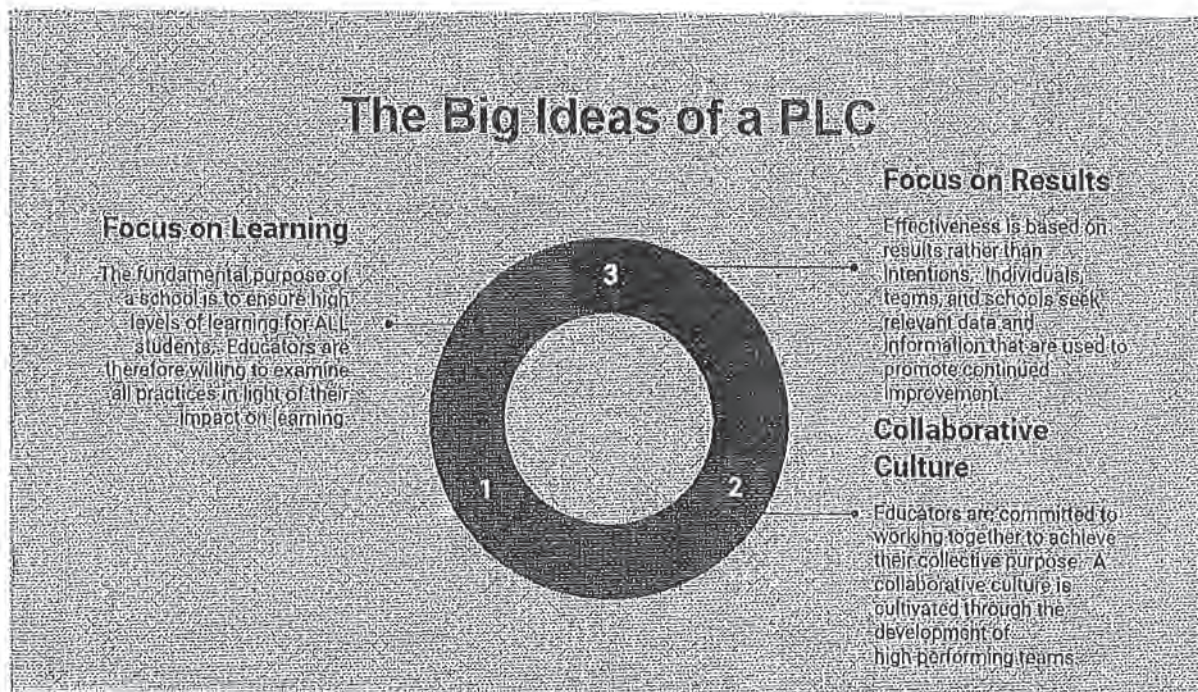 The Big Ideas of a PLC
Focus on Learning
The fundamental purpose of
a school is to ensure high
levels of learning for ALL
students. Educators are
therefore willing to examine
all practices in light of their
impact on learning.
1
3
2
Focus on Results
Effectiveness is based on
results rather than
intentions. Individuals,
teams, and schools seek
relevant data and
information that are used to
promote continued
improvement.
Collaborative
Culture
Educators are committed to
working together to achieve
their collective purpose. A
collaborative culture is
cultivated through the
development of
high performing teams.